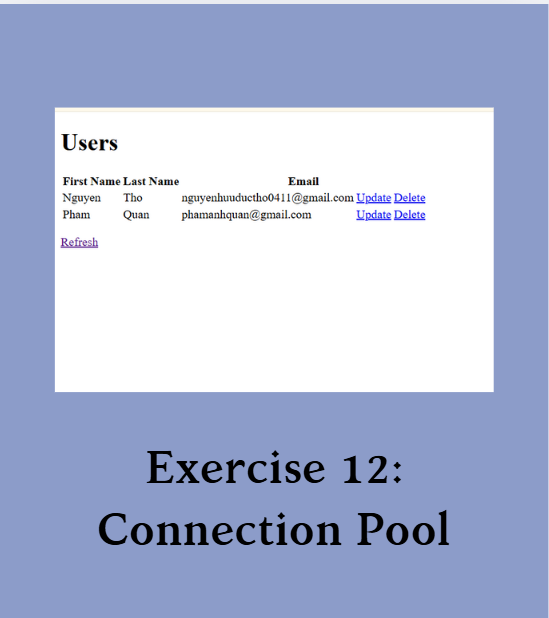 Users
First Name Last Name Email
Nguyen Tho nguyenhuuductho0411@gmail.com Update Delete
Pham Quan phamanhquan@gmail.com Update Delete
Refresh
Exercise 12:
Connection Pool